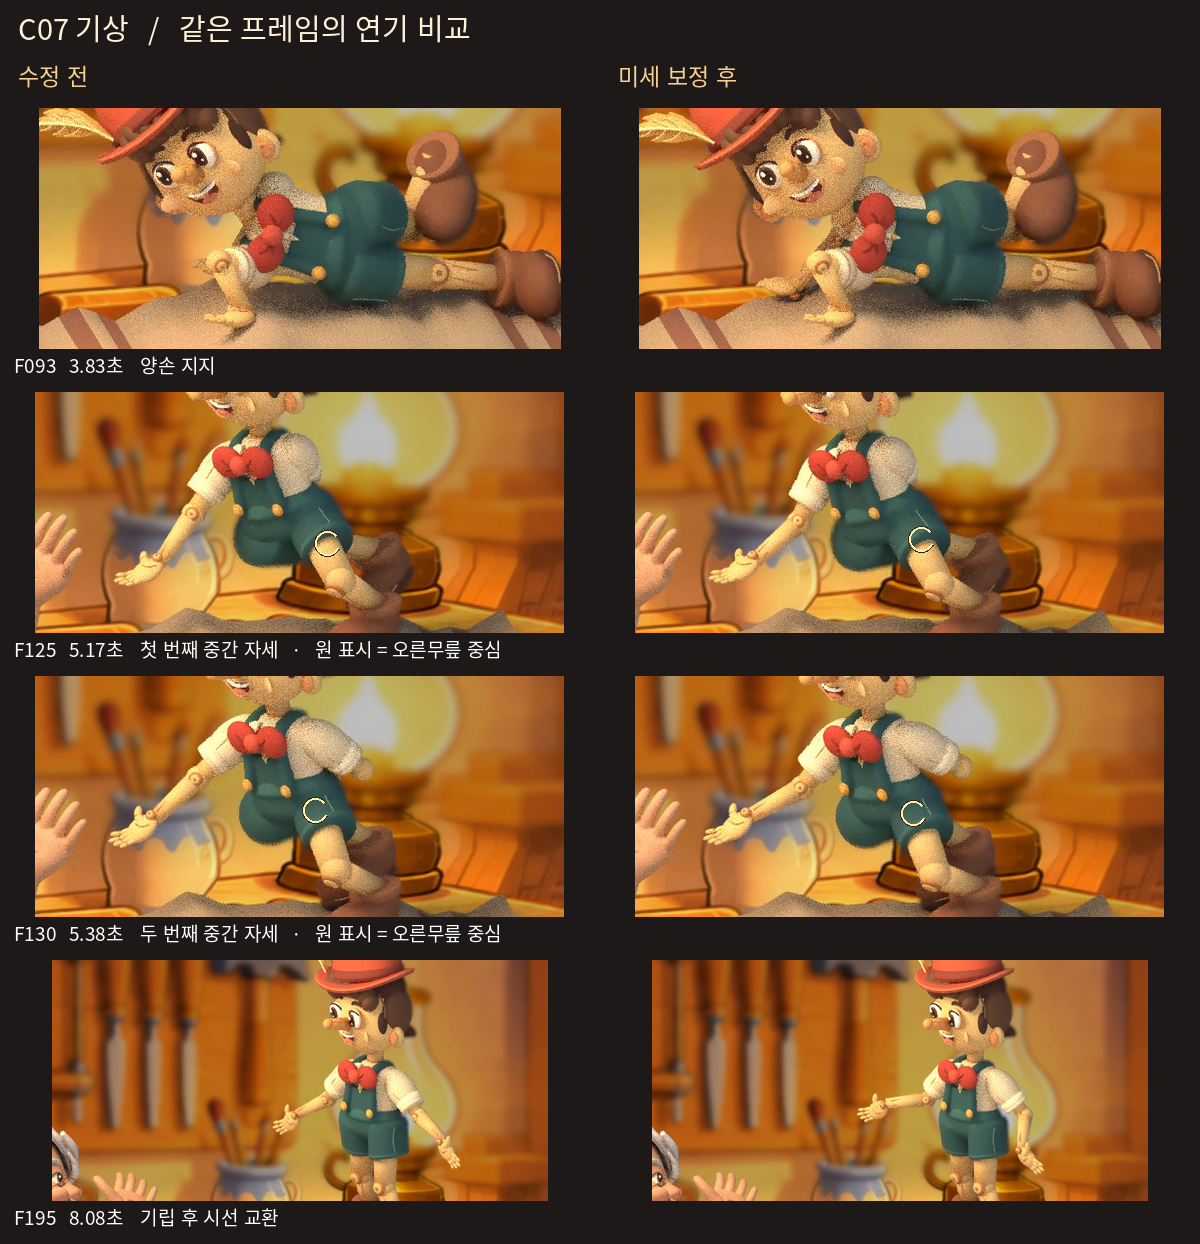 C07 기상 / 같은 프레임의 연기 비교
수정 전
미세 보정 후
F093 3.83초 양손 지지
F125 5.17초 첫 번째 중간 자세 · 원 표시 = 오른무릎 중심
F130 5.38초 두 번째 중간 자세 · 원 표시 = 오른무릎 중심
F195 8.08초 기립 후 시선 교환